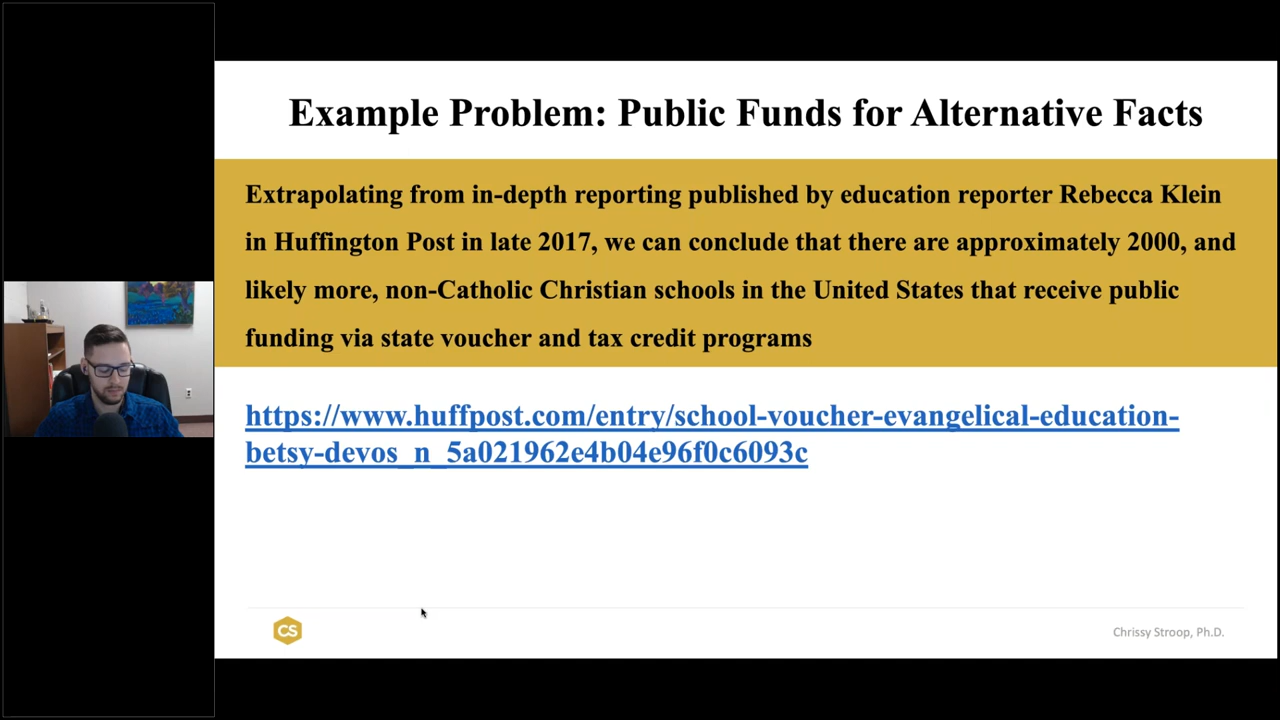 Example Problem: Public Funds for Alternative Facts
Extrapolating from in-depth reporting published by education reporter Rebecca Klein
in Huffington Post in late 2017, we can conclude that there are approximately 2000, and
likely more, non-Catholic Christian schools in the United States that receive public
funding via state voucher and tax credit programs
https://www.huffpost.com/entry/school-voucher-evangelical-education-
betsy-devos_n_5a021962e4b04e96f0c6093c
CS
Chrissy Stroop, Ph.D.